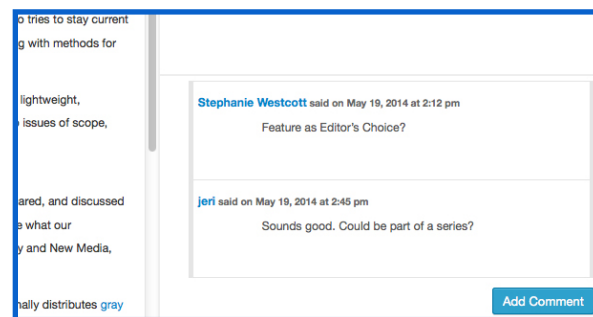 o tries to stay current
g with methods for
lightweight,
issues of scope,
ared, and discussed
e what our
y and New Media,
nally distributes gray
Stephanie Westcott said on May 19, 2014 at 2:12 pm
Feature as Editor's Choice?
jeri said on May 19, 2014 at 2:45 pm
Sounds good. Could be part of a series?
Add Comment